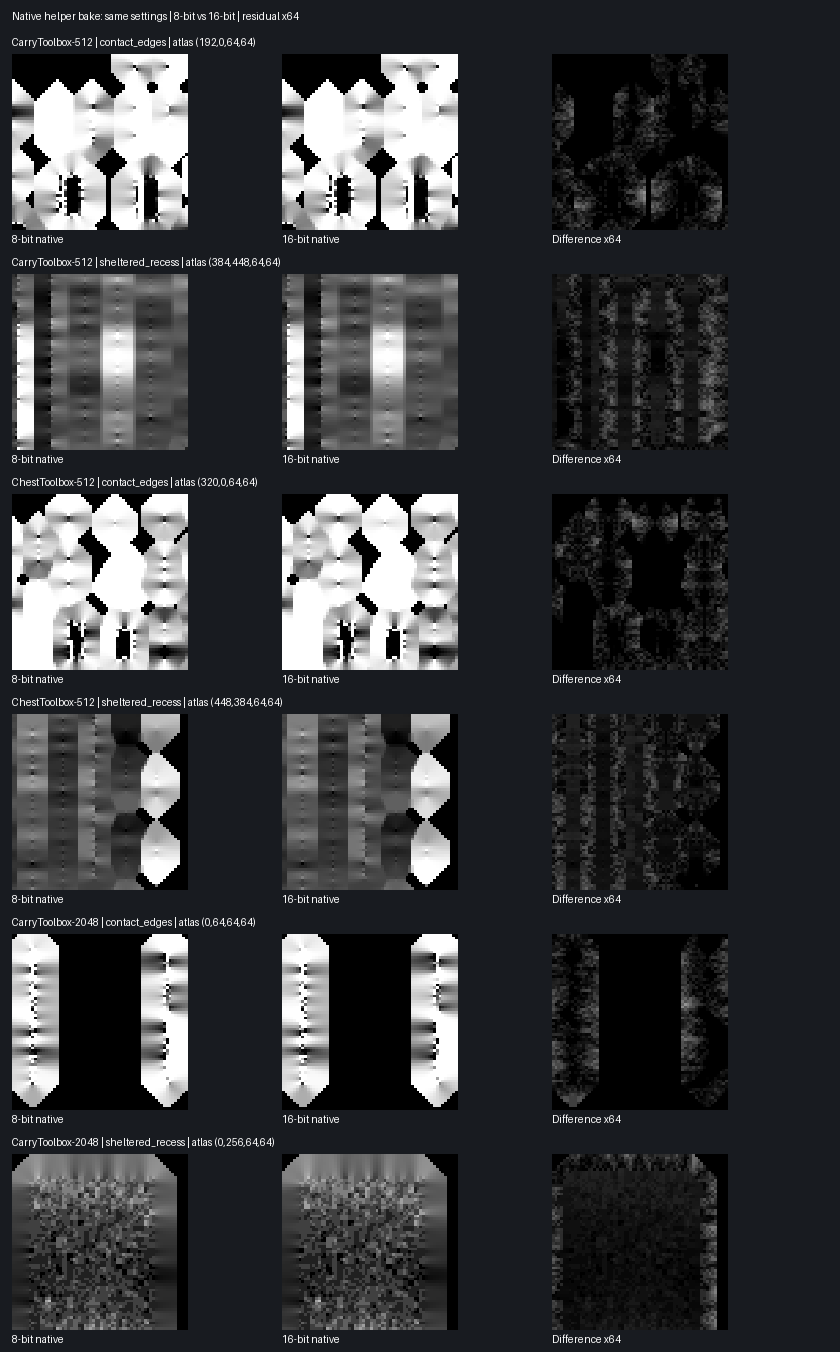 Native helper bake: same settings | 8-bit vs 16-bit | residual x64
CarryToolbox-512 | contact_edges | atlas (192,0,64,64)
8-bit native 16-bit native Difference x64
CarryToolbox-512 | sheltered_recess | atlas (384,448,64,64)
8-bit native 16-bit native Difference x64
ChestToolbox-512 | contact_edges | atlas (320,0,64,64)
8-bit native 16-bit native Difference x64
ChestToolbox-512 | sheltered_recess | atlas (448,384,64,64)
8-bit native 16-bit native Difference x64
CarryToolbox-2048 | contact_edges | atlas (0,64,64,64)
8-bit native 16-bit native Difference x64
CarryToolbox-2048 | sheltered_recess | atlas (0,256,64,64)
8-bit native 16-bit native Difference x64